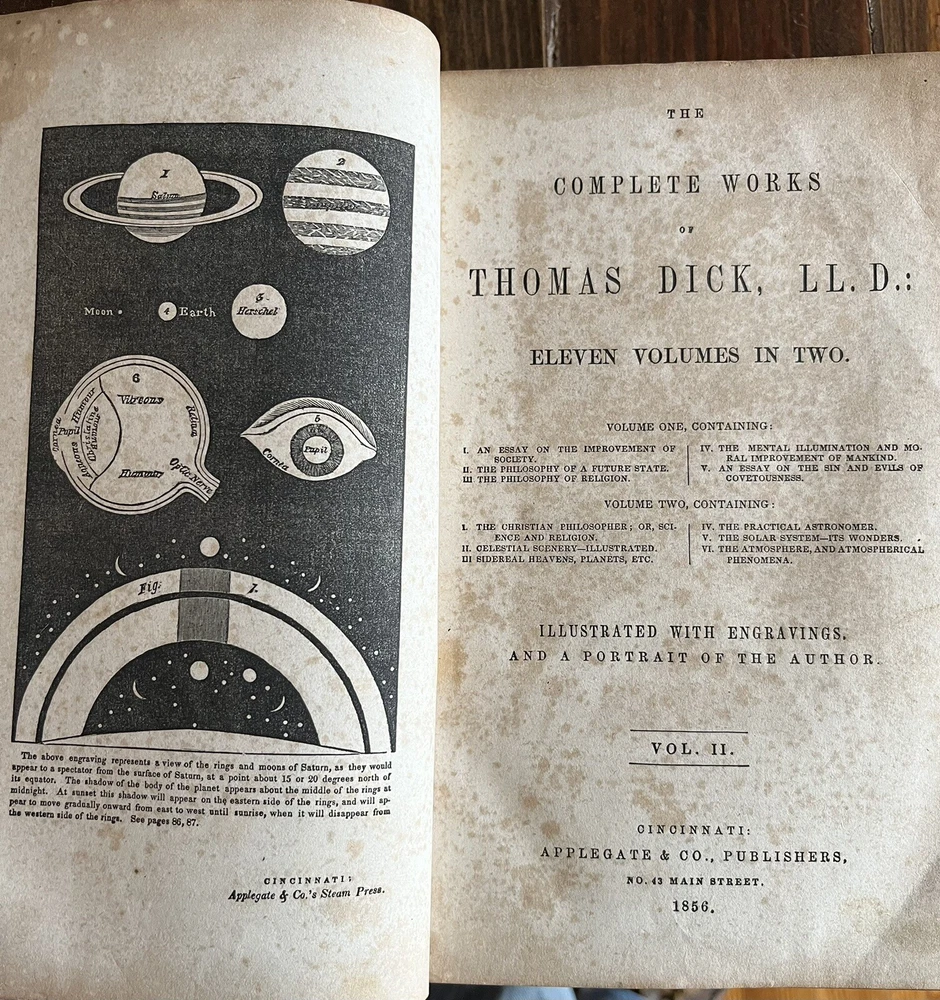 1
Saturn
2
Jupiter
Moon
4
Earth
3
Herschel
6
Vitreous
Humour
Retina
Optic Nerve
Cornea
Pupil
Aqueous
Humour
Crystalline
Humour
5
Pupil
Cornea
Fig: 7.
The above engraving represents a view of the rings and moons of Saturn, as they would
appear to a spectator from the surface of Saturn, at a point about 15 or 20 degrees north of
its equator. The shadow of the body of the planet appears about the middle of the rings at
midnight. At sunset this shadow will appear on the eastern side of the rings, and will ap-
pear to move gradually onward from east to west until sunrise, when it will disappear from
the western side of the rings. See pages 86, 87.
CINCINNATI:
Applegate & Co.'s Steam Press.
THE
COMPLETE WORKS
OF
THOMAS DICK, LL. D.:
ELEVEN VOLUMES IN TWO.
VOLUME ONE, CONTAINING:
I. AN ESSAY ON THE IMPROVEMENT OF
SOCIETY.
II. THE PHILOSOPHY OF A FUTURE STATE.
III THE PHILOSOPHY OF RELIGION.
IV. THE MENTAL ILLUMINATION AND MO-
RAL IMPROVEMENT OF MANKIND.
V. AN ESSAY ON THE SIN AND EVILS OF
COVETOUSNESS.
VOLUME TWO, CONTAINING:
I. THE CHRISTIAN PHILOSOPHER; OR, SCI-
ENCE AND RELIGION.
II. CELESTIAL SCENERY—ILLUSTRATED.
III SIDEREAL HEAVENS, PLANETS, ETC.
IV. THE PRACTICAL ASTRONOMER.
V. THE SOLAR SYSTEM—ITS WONDERS.
VI. THE ATMOSPHERE, AND ATMOSPHERICAL
PHENOMENA.
ILLUSTRATED WITH ENGRAVINGS,
AND A PORTRAIT OF THE AUTHOR.
VOL. II.
CINCINNATI:
APPLEGATE & CO., PUBLISHERS,
NO. 43 MAIN STREET.
1856.